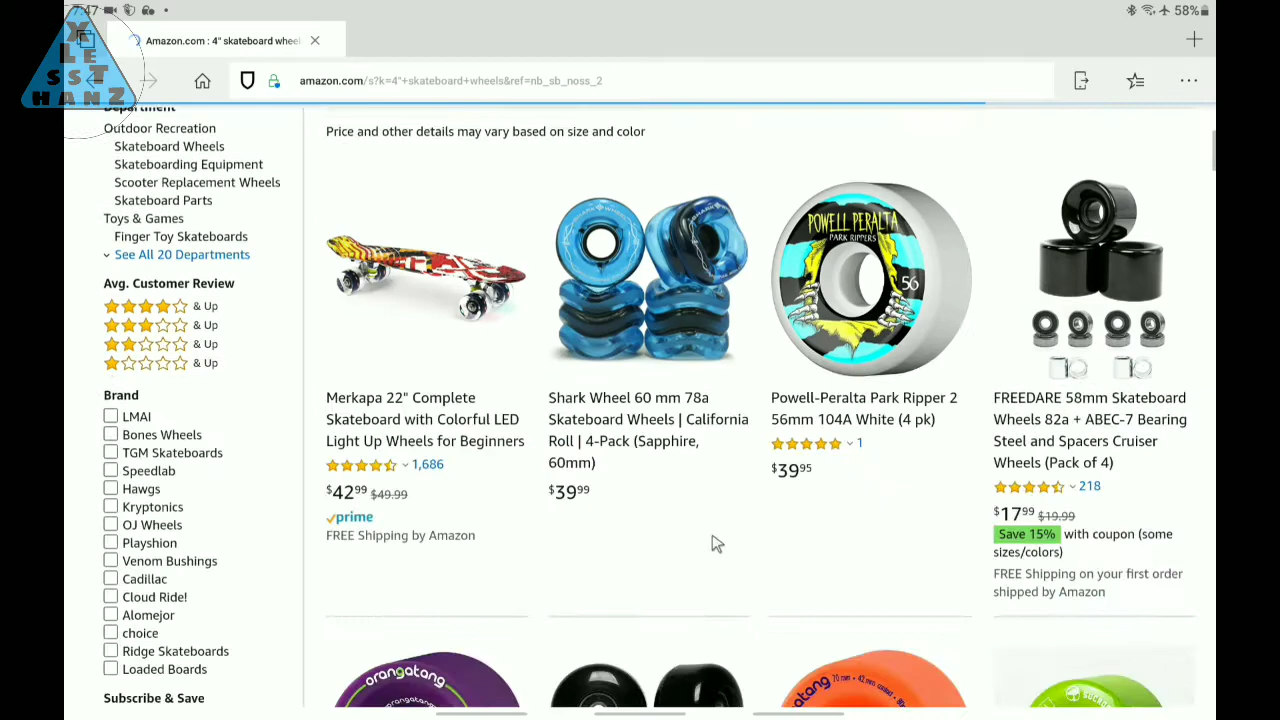 7:47
58%
X
LE
SST
HANZ
Amazon.com : 4" skateboard whee
amazon.com/s?k=4"+skateboard+wheels&ref=nb_sb_noss_2
Department
Outdoor Recreation
Skateboard Wheels
Skateboarding Equipment
Scooter Replacement Wheels
Skateboard Parts
Toys & Games
Finger Toy Skateboards
See All 20 Departments
Avg. Customer Review
& Up
& Up
& Up
& Up
Brand
LMAI
Bones Wheels
TGM Skateboards
Speedlab
Hawgs
Kryptonics
OJ Wheels
Playshion
Venom Bushings
Cadillac
Cloud Ride!
Alomejor
choice
Ridge Skateboards
Loaded Boards
Subscribe & Save
Price and other details may vary based on size and color
Merkapa 22" Complete
Skateboard with Colorful LED
Light Up Wheels for Beginners
1,686
$42.99 $49.99
prime
FREE Shipping by Amazon
SHARK WHEEL
Shark Wheel 60 mm 78a
Skateboard Wheels | California
Roll | 4-Pack (Sapphire,
60mm)
$39.99
POWELL PERALTA
PARK RIPPERS
56
Powell-Peralta Park Ripper 2
56mm 104A White (4 pk)
1
$39.95
FREEDARE 58mm Skateboard
Wheels 82a + ABEC-7 Bearing
Steel and Spacers Cruiser
Wheels (Pack of 4)
218
$17.99 $19.99
Save 15% with coupon (some
sizes/colors)
FREE Shipping on your first order
shipped by Amazon
orangatang
orangatang